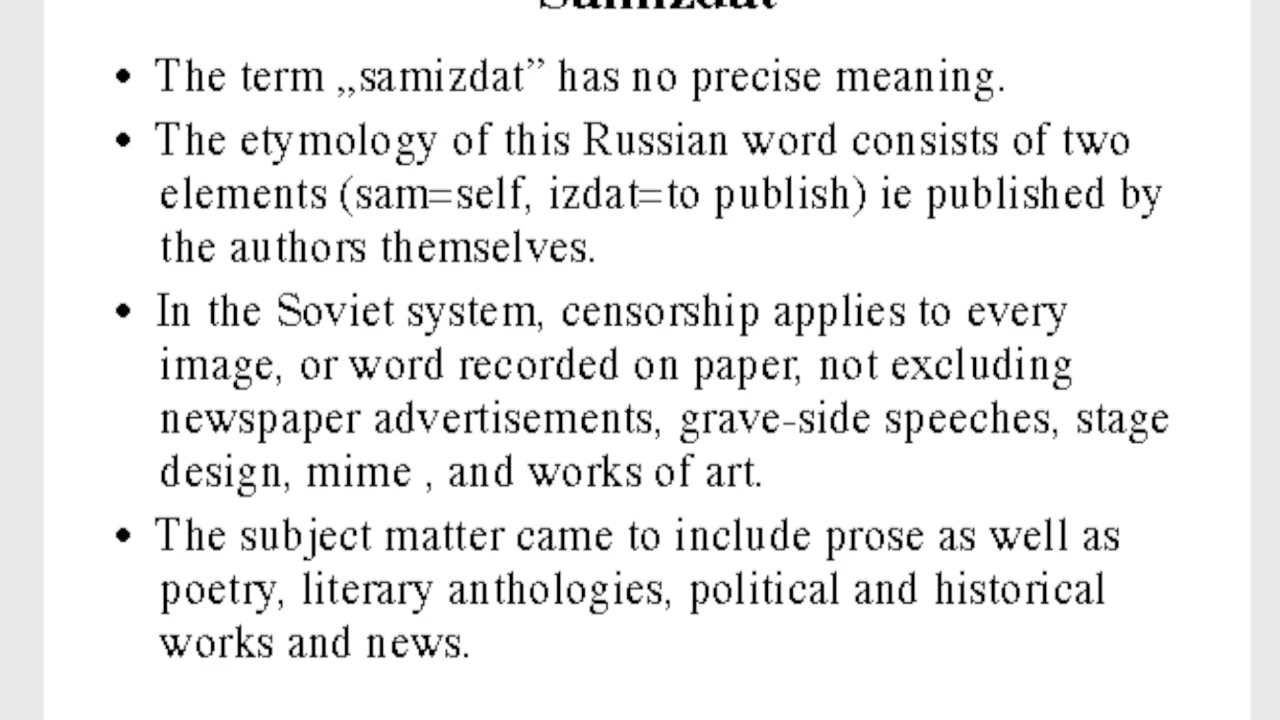 Samizdat
• The term „samizdat” has no precise meaning.
• The etymology of this Russian word consists of two
elements (sam=self, izdat=to publish) ie published by
the authors themselves.
• In the Soviet system, censorship applies to every
image, or word recorded on paper, not excluding
newspaper advertisements, grave-side speeches, stage
design, mime , and works of art.
• The subject matter came to include prose as well as
poetry, literary anthologies, political and historical
works and news.